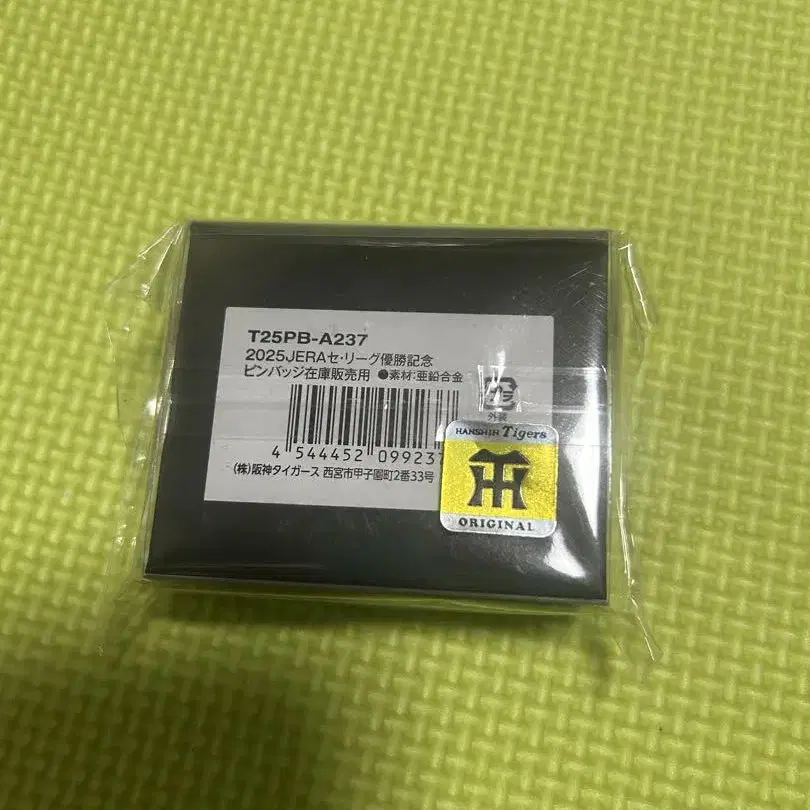 T25PB-A237
2025JERAセ・リーグ優勝記念
ピンバッジ在庫販売用 ●素材:亜鉛合金
外装
4 544452 099237
(株)阪神タイガース 西宮市甲子園町2番33号
HANSHIN Tigers
ORIGINAL